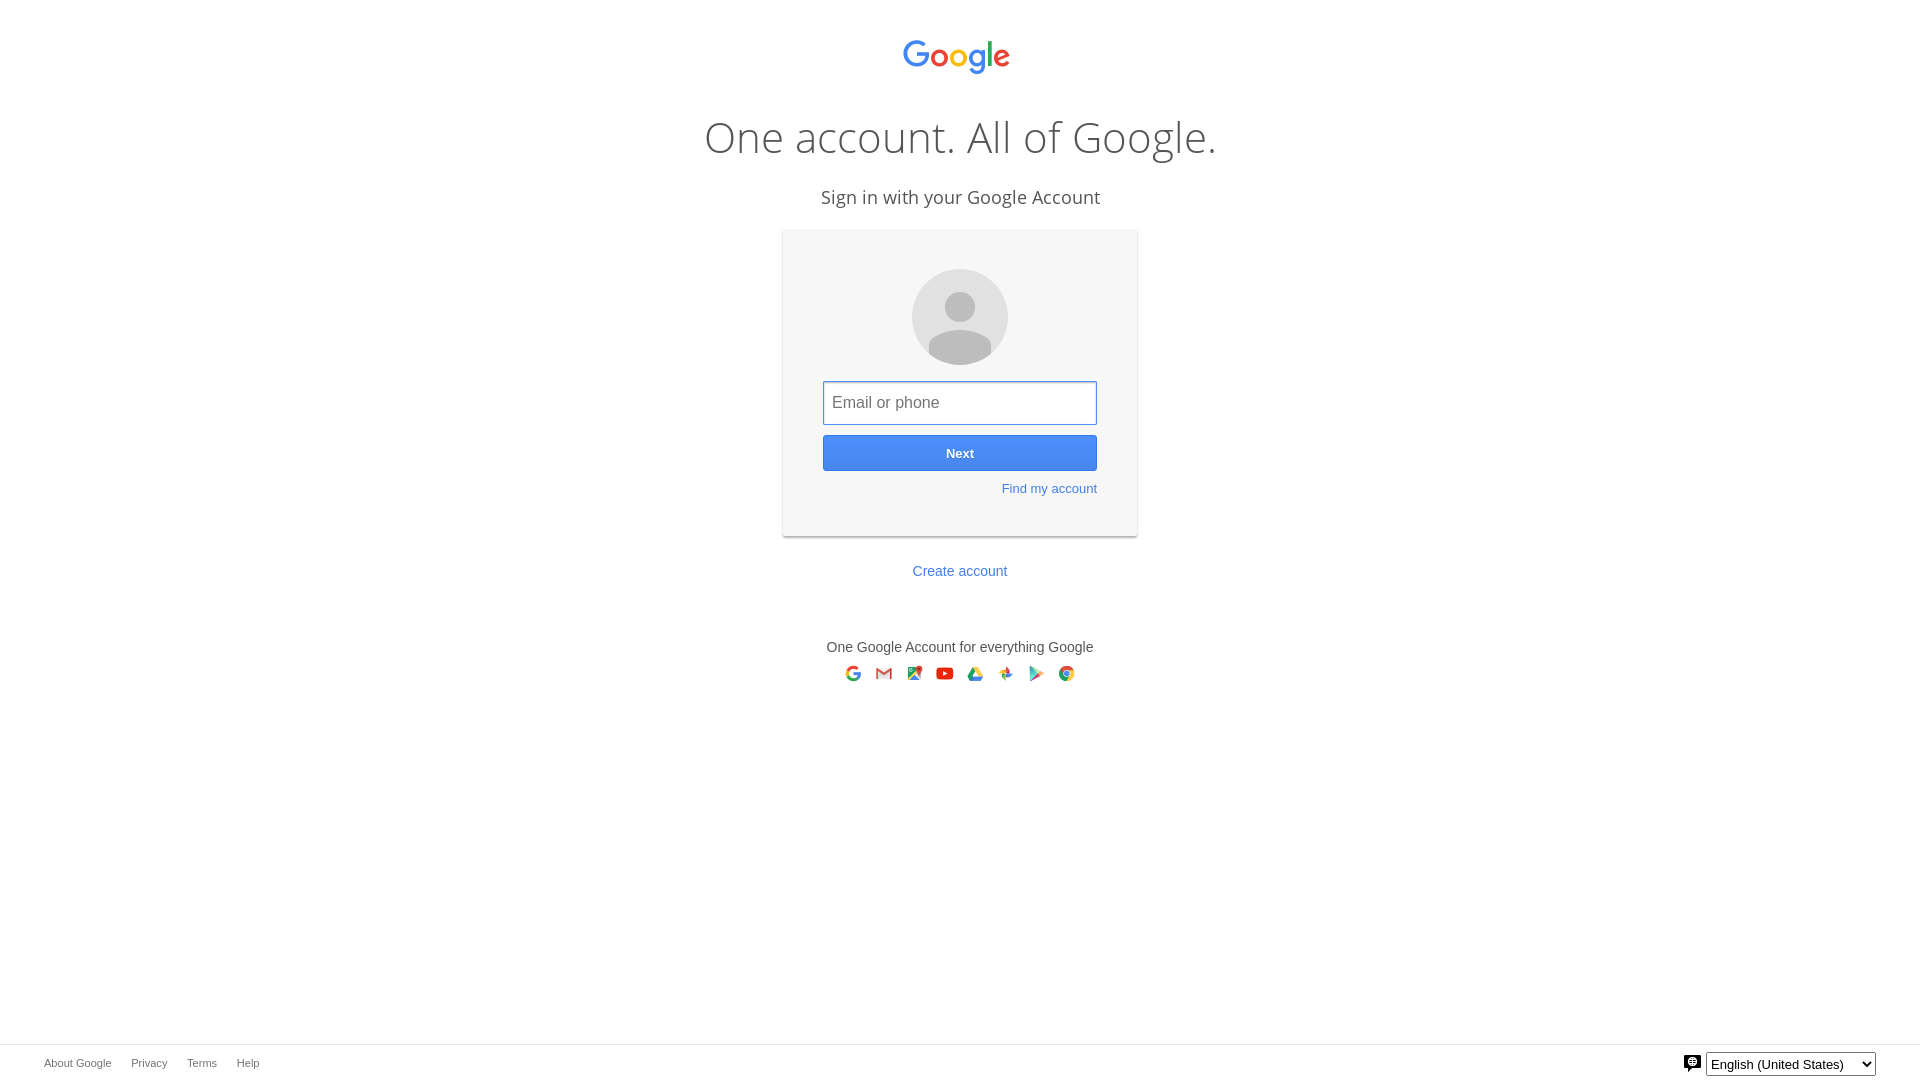 Google
One account. All of Google.
Sign in with your Google Account
Email or phone
Next
Find my account
Create account
One Google Account for everything Google
About Google Privacy Terms Help
English (United States)